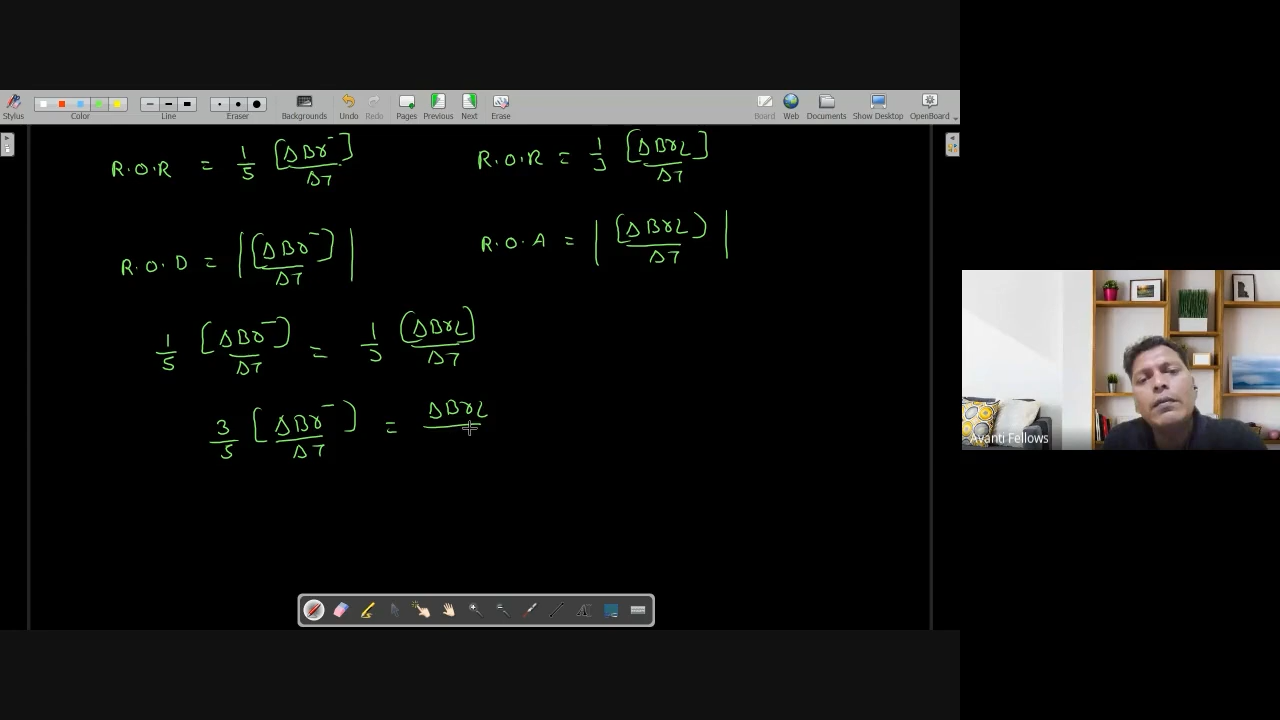 Stylus Color Line Eraser Backgrounds Undo Redo Pages Previous Next Erase Board Web Documents Show Desktop OpenBoard
R.O.R = 1/5 [ΔBr⁻]/ΔT
R.O.R = 1/3 [ΔBr2]/ΔT
R.O.D = |[ΔBr⁻]/ΔT|
R.O.A = |[ΔBr2)/ΔT|
1/5 [ΔBr⁻]/ΔT = 1/3 [ΔBr2]/ΔT
3/5 [ΔBr⁻/ΔT] = ΔBr2
Avanti Fellows